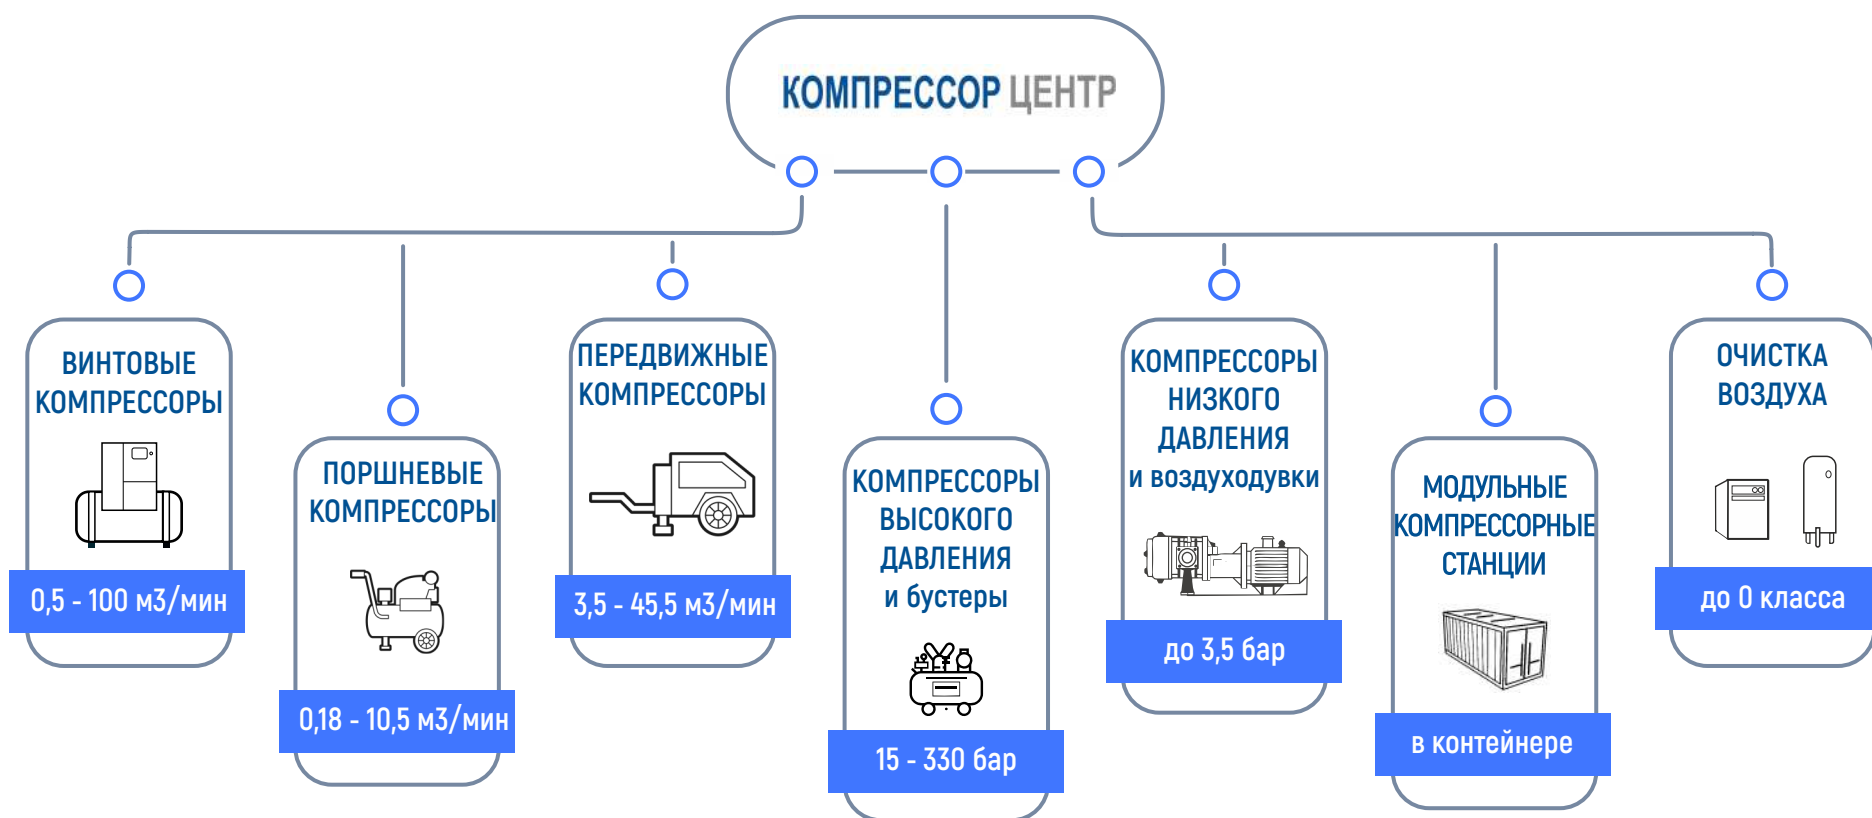 КОМПРЕССОР ЦЕНТР
ВИНТОВЫЕ
КОМПРЕССОРЫ
0,5 - 100 м3/мин
ПОРШНЕВЫЕ
КОМПРЕССОРЫ
0,18 - 10,5 м3/мин
ПЕРЕДВИЖНЫЕ
КОМПРЕССОРЫ
3,5 - 45,5 м3/мин
КОМПРЕССОРЫ
ВЫСОКОГО
ДАВЛЕНИЯ
и бустеры
15 - 330 бар
КОМПРЕССОРЫ
НИЗКОГО
ДАВЛЕНИЯ
и воздуходувки
до 3,5 бар
МОДУЛЬНЫЕ
КОМПРЕССОРНЫЕ
СТАНЦИИ
в контейнере
ОЧИСТКА
ВОЗДУХА
до 0 класса